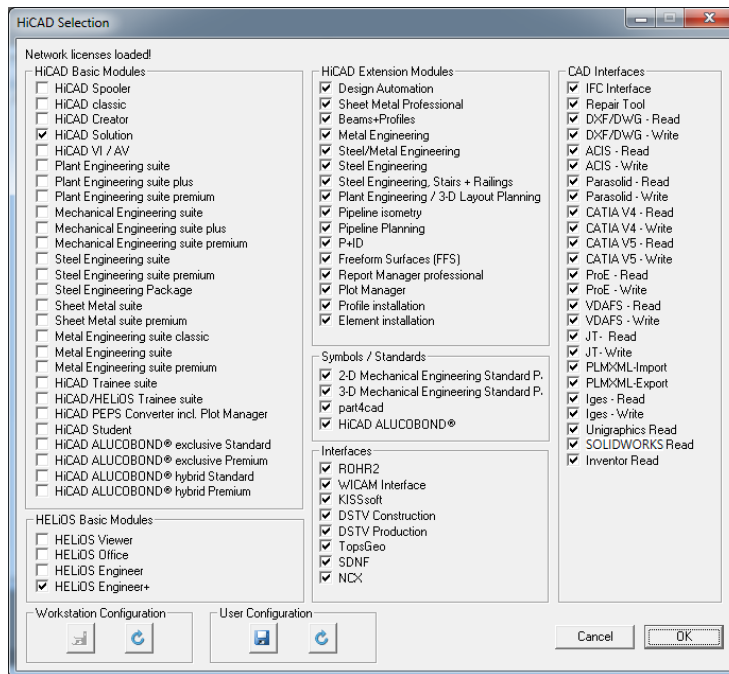 HiCAD Selection
Network licenses loaded!
HiCAD Basic Modules
HiCAD Spooler
HiCAD classic
HiCAD Creator
HiCAD Solution
HiCAD VI / AV
Plant Engineering suite
Plant Engineering suite plus
Plant Engineering suite premium
Mechanical Engineering suite
Mechanical Engineering suite plus
Mechanical Engineering suite premium
Steel Engineering suite
Steel Engineering suite premium
Steel Engineering Package
Sheet Metal suite
Sheet Metal suite premium
Metal Engineering suite classic
Metal Engineering suite
Metal Engineering suite premium
HiCAD Trainee suite
HiCAD/HELiOS Trainee suite
HiCAD PEPS Converter incl. Plot Manager
HiCAD Student
HiCAD ALUCOBOND® exclusive Standard
HiCAD ALUCOBOND® exclusive Premium
HiCAD ALUCOBOND® hybrid Standard
HiCAD ALUCOBOND® hybrid Premium
HELiOS Basic Modules
HELiOS Viewer
HELiOS Office
HELiOS Engineer
HELiOS Engineer+
HiCAD Extension Modules
Design Automation
Sheet Metal Professional
Beams+Profiles
Metal Engineering
Steel/Metal Engineering
Steel Engineering
Steel Engineering, Stairs + Railings
Plant Engineering / 3-D Layout Planning
Pipeline isometry
Pipeline Planning
P+ID
Freeform Surfaces (FFS)
Report Manager professional
Plot Manager
Profile installation
Element installation
Symbols / Standards
2-D Mechanical Engineering Standard P.
3-D Mechanical Engineering Standard P.
part4cad
HiCAD ALUCOBOND®
Interfaces
ROHR2
WICAM Interface
KISSsoft
DSTV Construction
DSTV Production
TopsGeo
SDNF
NCX
CAD Interfaces
IFC Interface
Repair Tool
DXF/DWG - Read
DXF/DWG - Write
ACIS - Read
ACIS - Write
Parasolid - Read
Parasolid - Write
CATIA V4 - Read
CATIA V4 - Write
CATIA V5 - Read
CATIA V5 - Write
ProE - Read
ProE - Write
VDAFS - Read
VDAFS - Write
JT- Read
JT- Write
PLMXML-Import
PLMXML-Export
Iges - Read
Iges - Write
Unigraphics Read
SOLIDWORKS Read
Inventor Read
Workstation Configuration
User Configuration
Cancel
OK